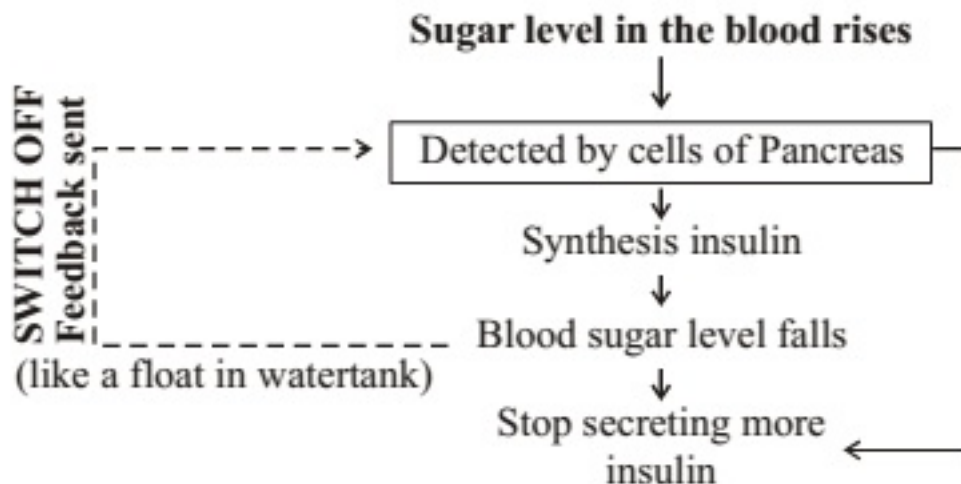 Sugar level in the blood rises
SWITCH OFF
Feedback sent
Detected by cells of Pancreas
Synthesis insulin
Blood sugar level falls
(like a float in watertank)
Stop secreting more
insulin